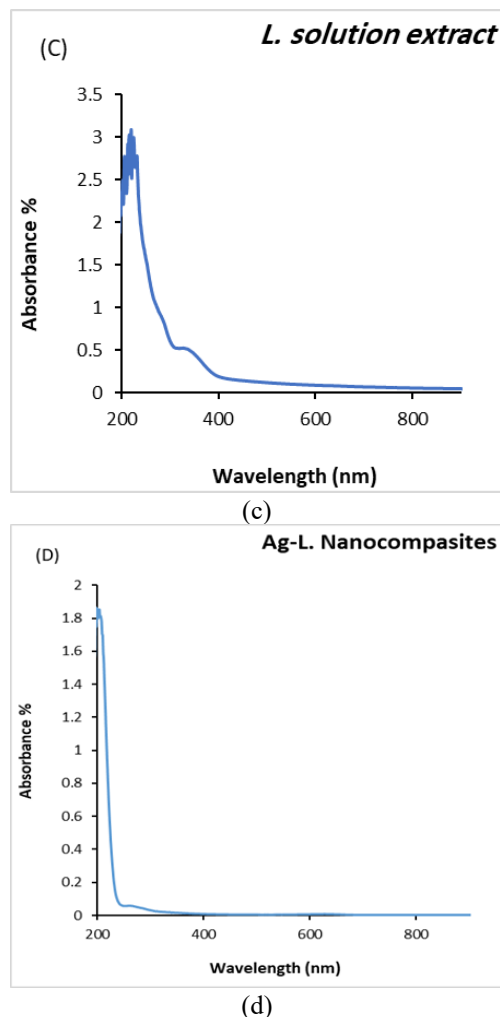 (C)
L. solution extract
3.5
3
2.5
2
1.5
1
0.5
0
Absorbance %
200
400
600
800
Wavelength (nm)
(c)
(D)
Ag-L. Nanocompasites
2
1.8
1.6
1.4
1.2
1
0.8
0.6
0.4
0.2
0
Absorbance %
200
400
600
800
Wavelength (nm)
(d)